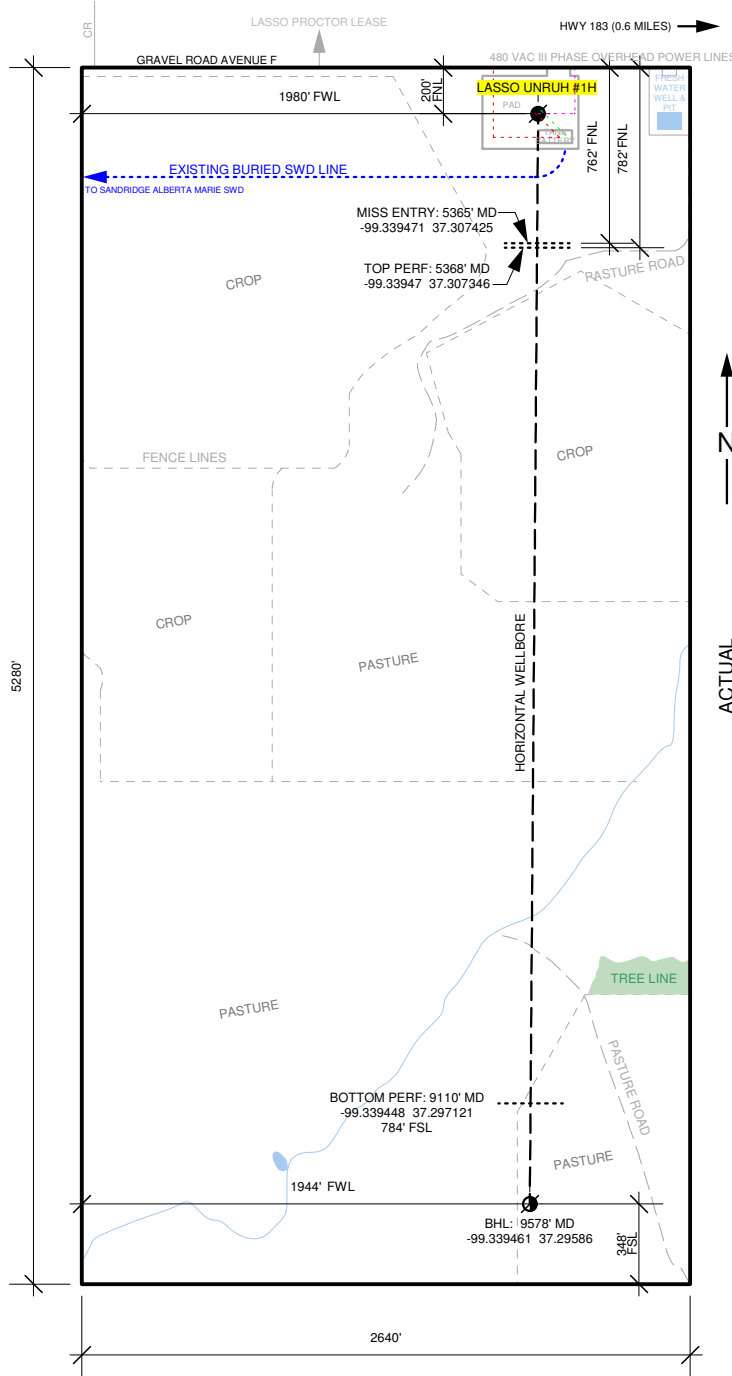 HWY 183 (0.6 MILES)
LASSO PROCTOR LEASE
CR
GRAVEL ROAD AVENUE F
480 VAC III PHASE OVERHEAD POWER LINES
LASSO UNRUH #1H
FRESH
WATER
WELL &
PIT
PAD
TANK
BATTERY
1980' FWL
200'
FNL
762' FNL
782' FNL
EXISTING BURIED SWD LINE
TO SANDRIDGE ALBERTA MARIE SWD
MISS ENTRY: 5365' MD
-99.339471 37.307425
TOP PERF: 5368' MD
-99.33947 37.307346
PASTURE ROAD
CROP
N
FENCE LINES
CROP
CROP
PASTURE
HORIZONTAL WELLBORE
5280'
ACTUAL
TREE LINE
PASTURE
PASTURE ROAD
BOTTOM PERF: 9110' MD
-99.339448 37.297121
784' FSL
PASTURE
1944' FWL
BHL: 9578' MD
-99.339461 37.29586
348'
FSL
2640'